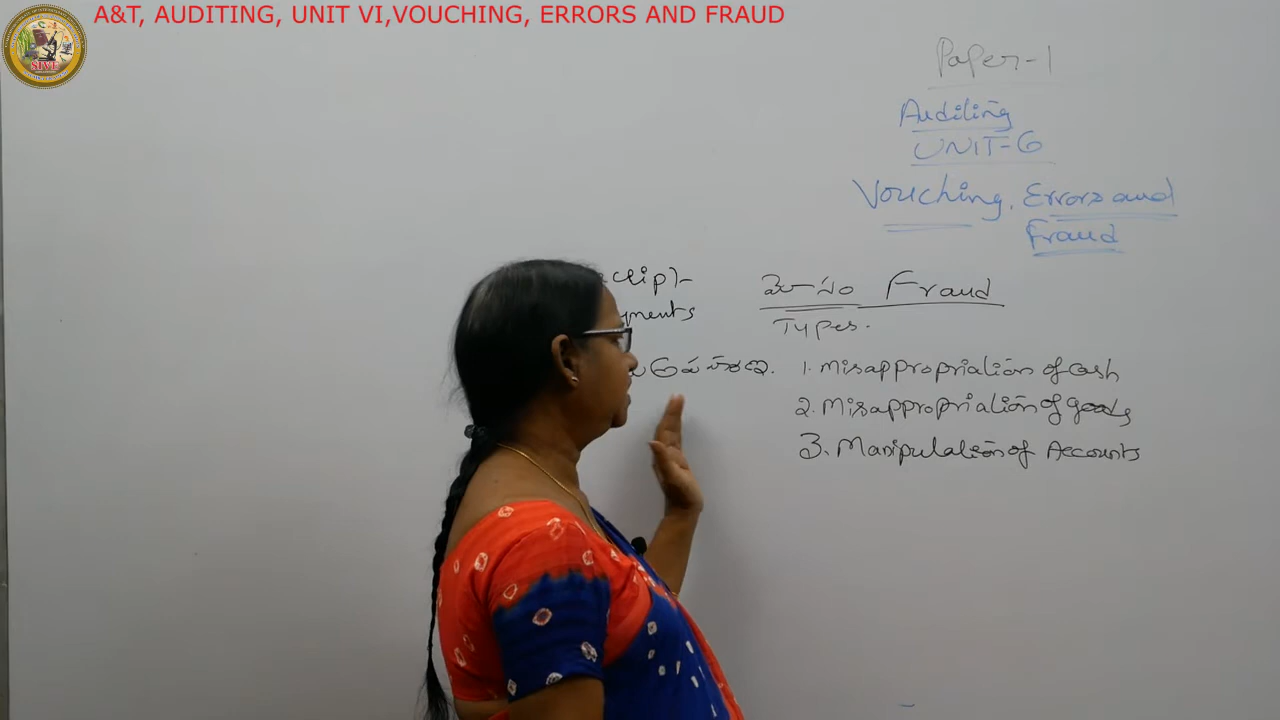 A&T, AUDITING, UNIT VI,VOUCHING, ERRORS AND FRAUD
SIVE
Paper-1
Auditing
UNIT-6
Vouching, Errors and
Fraud
మోసం Fraud
Types.
1. Misappropriation of Cash
2. Misappropriation of goods
3. Manipulation of Accounts